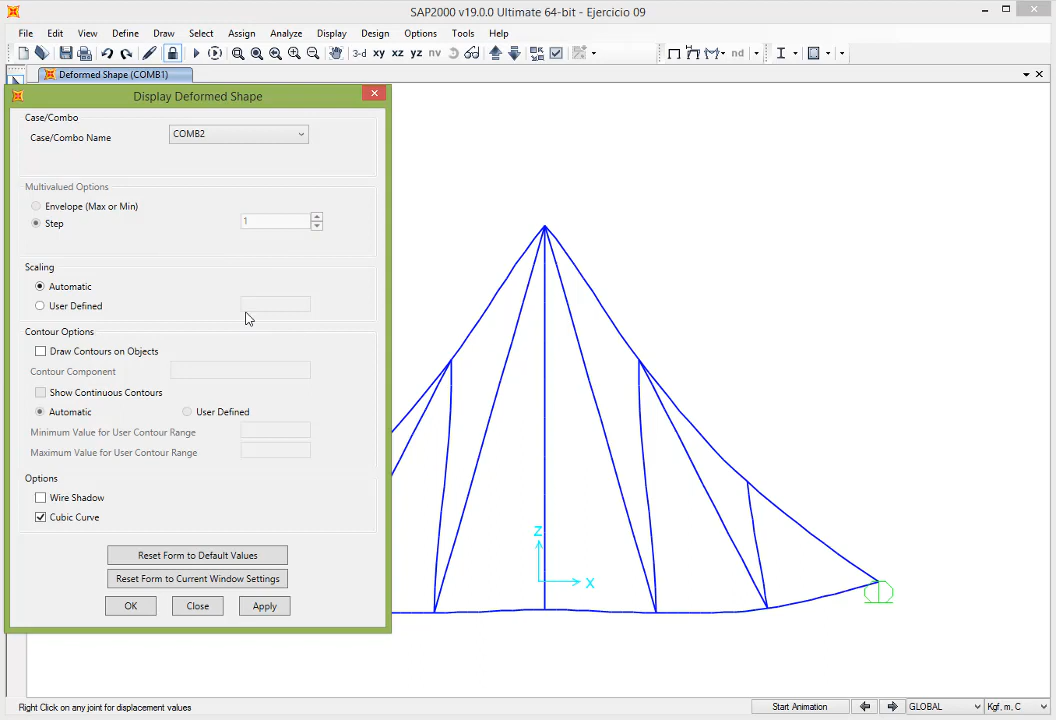 SAP2000 v19.0.0 Ultimate 64-bit - Ejercicio 09
File Edit View Define Draw Select Assign Analyze Display Design Options Tools Help
3-d xy xz yz nv nd
Deformed Shape (COMB1)
Display Deformed Shape
Case/Combo
Case/Combo Name COMB2
Multivalued Options
Envelope (Max or Min)
Step 1
Scaling
Automatic
User Defined
Contour Options
Draw Contours on Objects
Contour Component
Show Continuous Contours
Automatic User Defined
Minimum Value for User Contour Range
Maximum Value for User Contour Range
Options
Wire Shadow
Cubic Curve
Reset Form to Default Values
Reset Form to Current Window Settings
OK Close Apply
Z
X
Right Click on any joint for displacement values
Start Animation GLOBAL Kgf, m, C